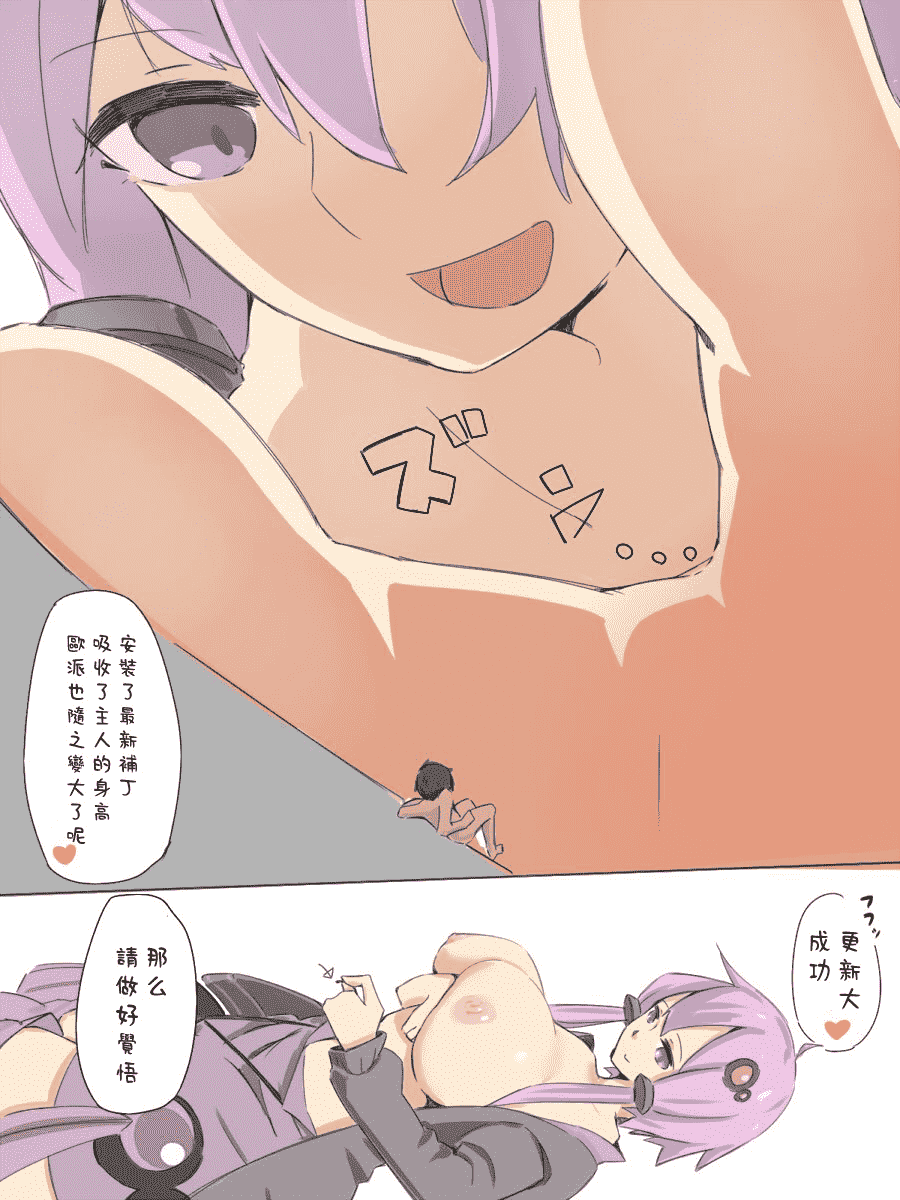 ズシ。。。
安裝了最新補丁
吸收了主人的身高
歐派也隨之變大了呢
フフッ
更新大
成功
那么
請做好覺悟